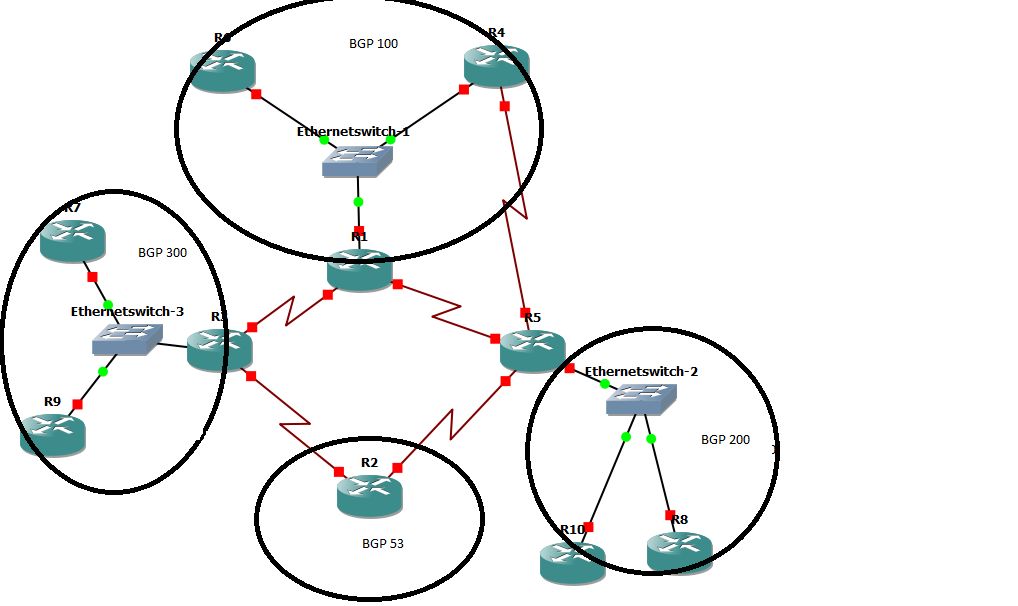 R6
BGP 100
R4
Ethernetswitch-1
R1
R7
BGP 300
Ethernetswitch-3
R3
R5
R9
Ethernetswitch-2
BGP 200
R2
BGP 53
R10
R8